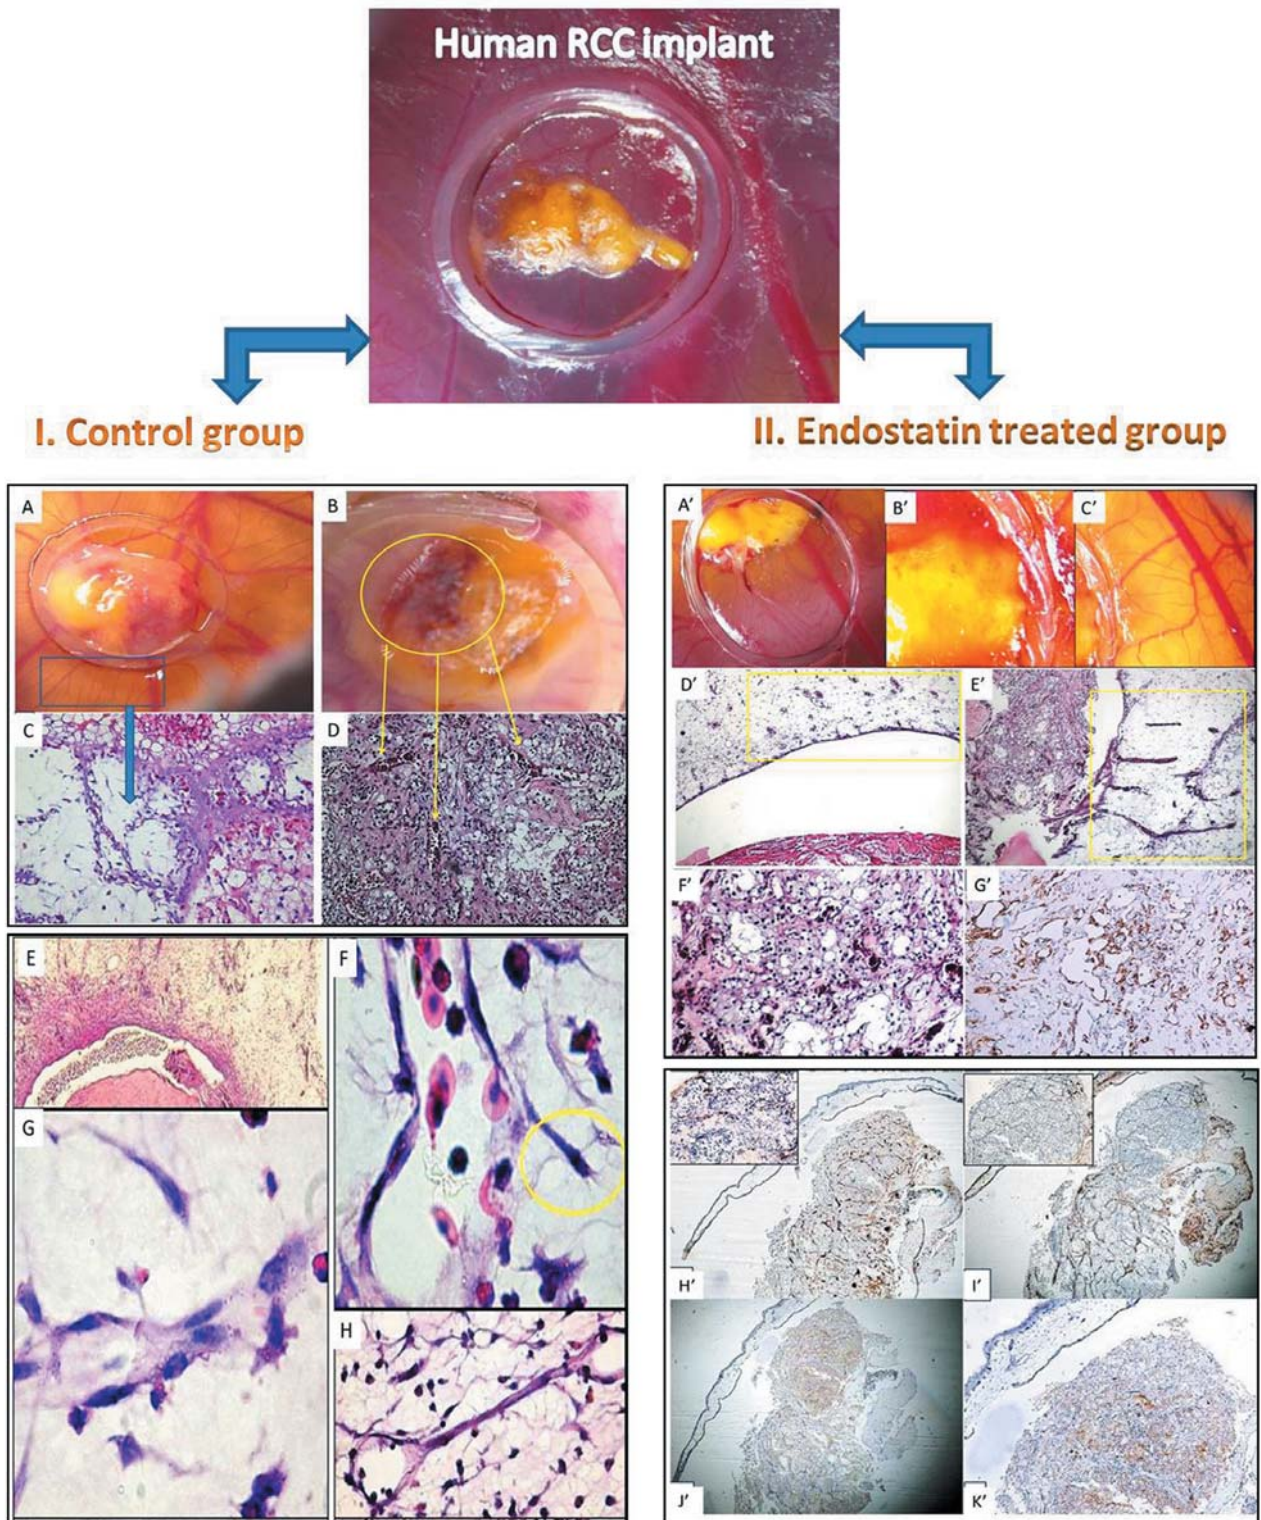 Human RCC implant
I. Control group
II. Endostatin treated group
A
B
C
D
E
F
G
H
A’
B’
C’
D’
E’
F’
G’
H’
I’
J’
K’